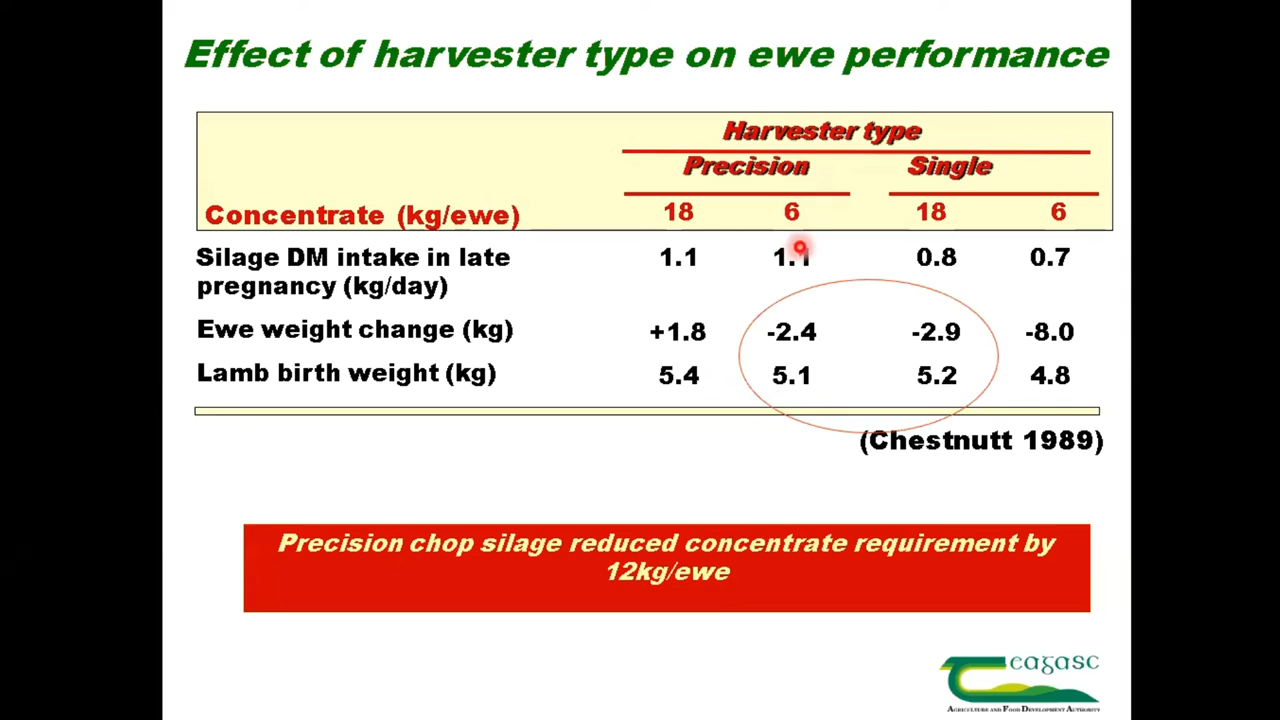 Effect of harvester type on ewe performance
Harvester type
Precision Single
Concentrate (kg/ewe) 18 6 18 6
Silage DM intake in late 1.1 1.1 0.8 0.7
pregnancy (kg/day)
Ewe weight change (kg) +1.8 -2.4 -2.9 -8.0
Lamb birth weight (kg) 5.4 5.1 5.2 4.8
(Chestnutt 1989)
Precision chop silage reduced concentrate requirement by
12kg/ewe
Teagasc
AGRICULTURE AND FOOD DEVELOPMENT AUTHORITY